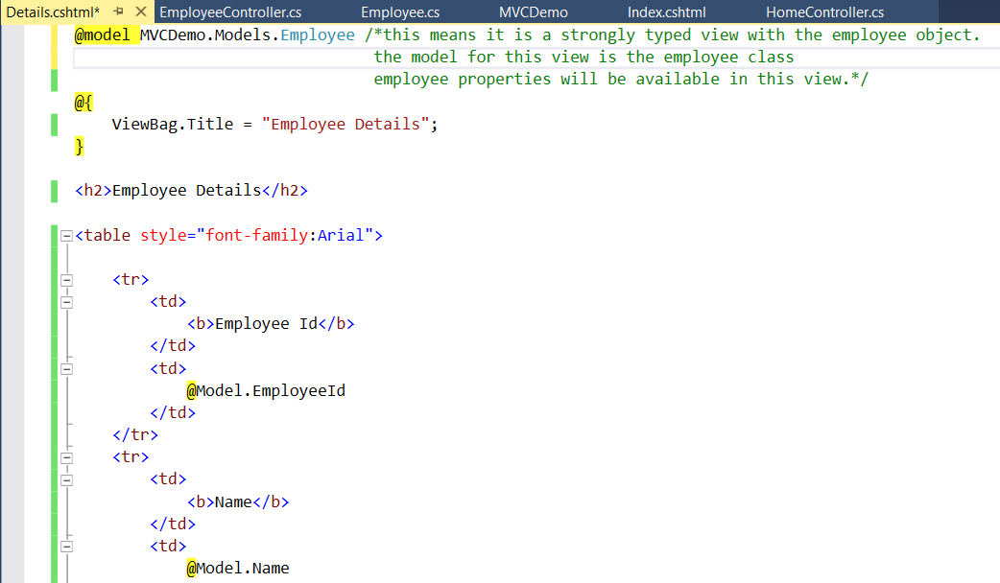 Details.cshtml* EmployeeController.cs Employee.cs MVCDemo Index.cshtml HomeController.cs
@model MVCDemo.Models.Employee /*this means it is a strongly typed view with the employee object.
the model for this view is the employee class
employee properties will be available in this view.*/
@{
ViewBag.Title = "Employee Details";
}
<h2>Employee Details</h2>
<table style="font-family:Arial">
<tr>
<td>
<b>Employee Id</b>
</td>
<td>
@Model.EmployeeId
</td>
</tr>
<tr>
<td>
<b>Name</b>
</td>
<td>
@Model.Name